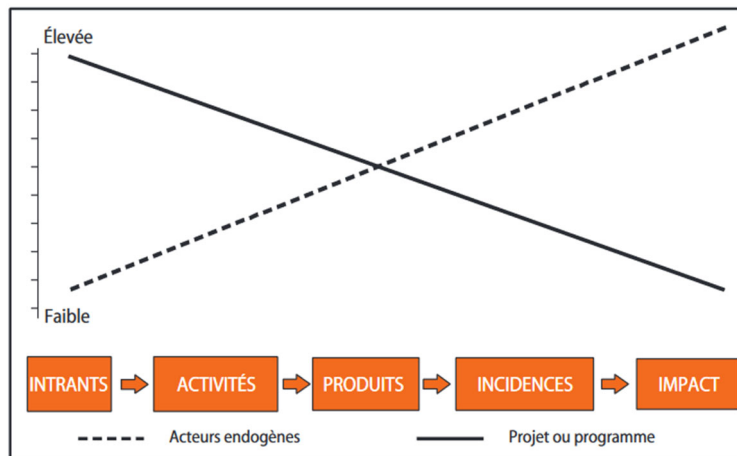 Élevée
Faible
INTRANTS ACTIVITÉS PRODUITS INCIDENCES IMPACT
Acteurs endogènes Projet ou programme